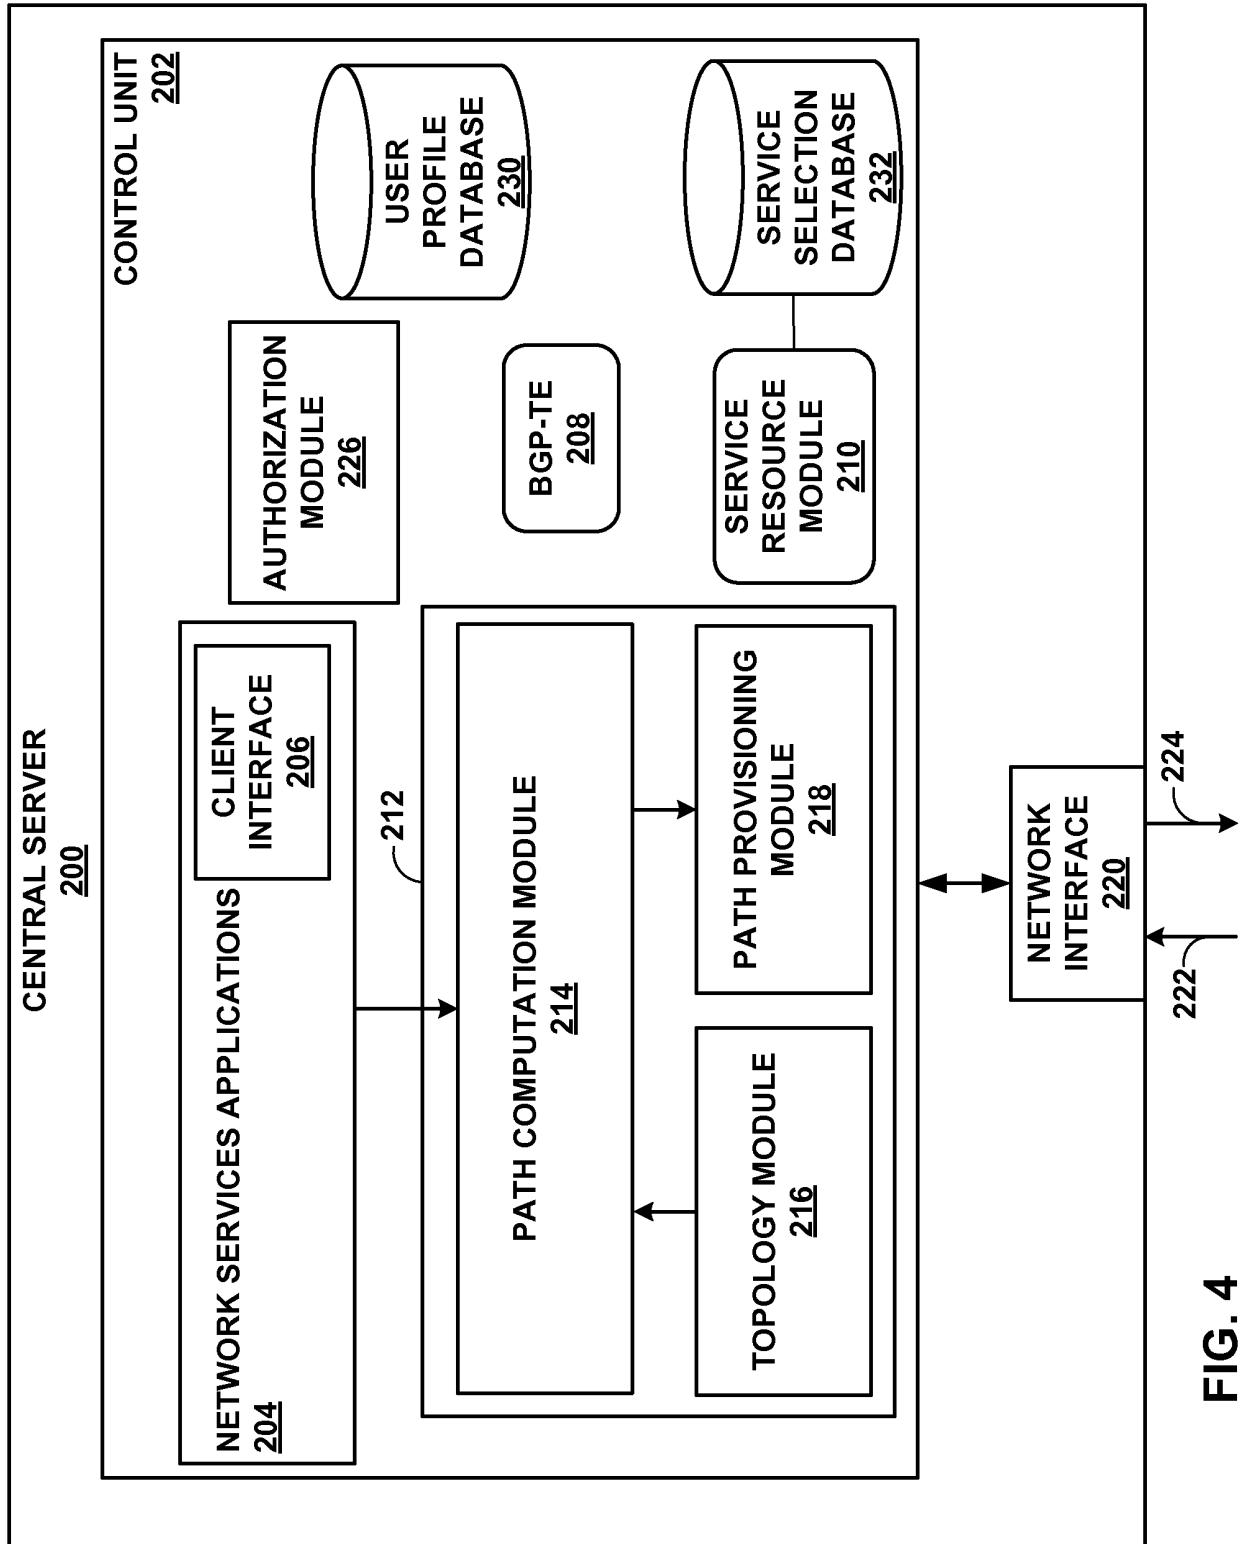 CENTRAL SERVER
200
CONTROL UNIT
202
NETWORK SERVICES APPLICATIONS
204
CLIENT
INTERFACE
206
AUTHORIZATION
MODULE
226
USER
PROFILE
DATABASE
230
212
PATH COMPUTATION MODULE
214
BGP-TE
208
TOPOLOGY MODULE
216
PATH PROVISIONING
MODULE
218
SERVICE
RESOURCE
MODULE
210
SERVICE
SELECTION
DATABASE
232
NETWORK
INTERFACE
220
222
224
FIG. 4